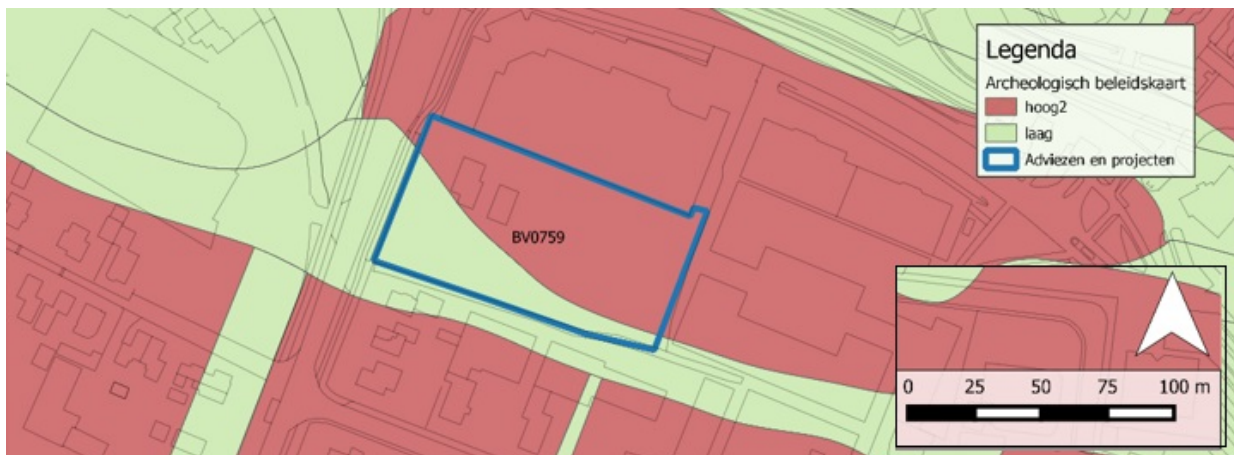 Legenda
Archeologisch beleidskaart
hoog2
laag
Adviezen en projecten
BV0759
0 25 50 75 100 m